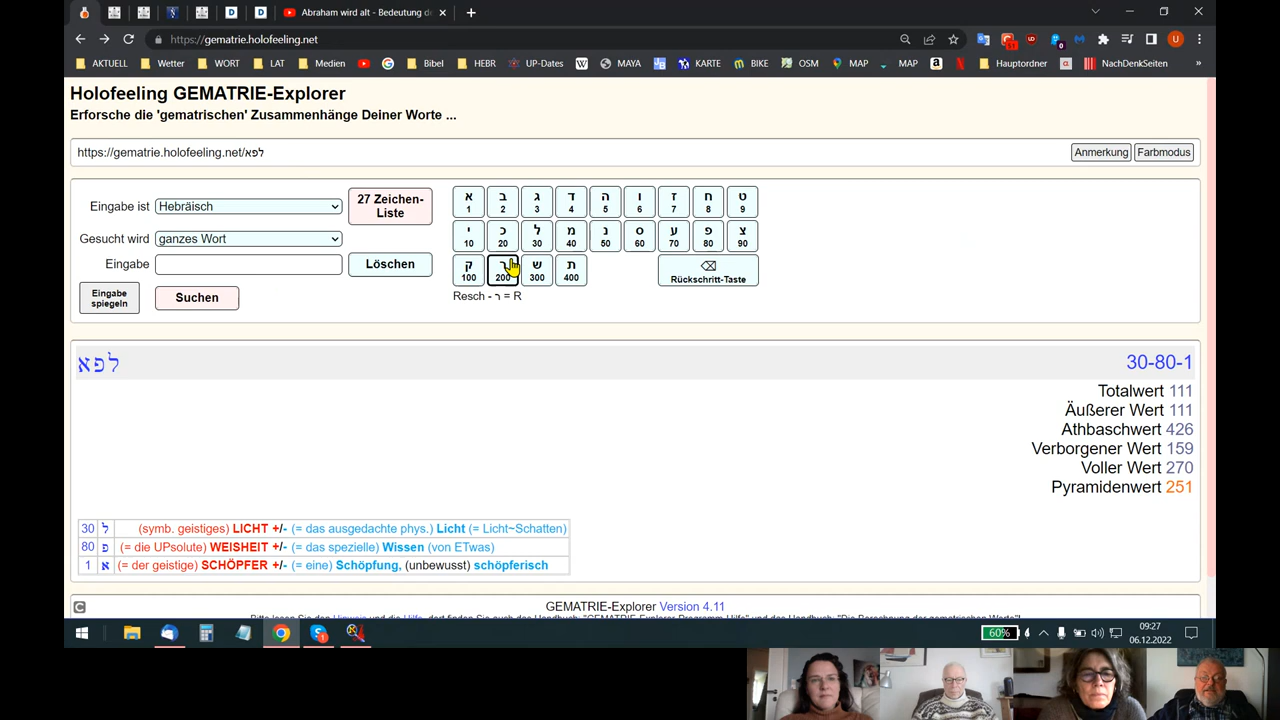 Abraham wird alt - Bedeutung de
https://gematrie.holofeeling.net
AKTUELL Wetter WORT LAT Medien Bibel HEBR UP-Dates MAYA KARTE BIKE OSM MAP MAP Hauptordner NachDenkSeiten »
Holofeeling GEMATRIE-Explorer
Erforsche die 'gematrischen' Zusammenhänge Deiner Worte ...
https://gematrie.holofeeling.net/לפא Anmerkung Farbmodus
Eingabe ist Hebräisch
27 Zeichen-Liste
Gesucht wird ganzes Wort
Eingabe Löschen
Eingabe spiegeln Suchen
א ב ג ד ה ו ז ח ט
1 2 3 4 5 6 7 8 9
י כ ל מ נ ס ע פ צ
10 20 30 40 50 60 70 80 90
ק ר ש ת
100 200 300 400 Rückschritt-Taste
Resch - ר = R
לפא 30-80-1
Totalwert 111
Äußerer Wert 111
Athbaschwert 426
Verborgener Wert 159
Voller Wert 270
Pyramidenwert 251
30 ל (symb. geistiges) LICHT +/- (= das ausgedachte phys.) Licht (= Licht~Schatten)
80 פ (= die UPsolute) WEISHEIT +/- (= das spezielle) Wissen (von ETwas)
1 א (= der geistige) SCHÖPFER +/- (= eine) Schöpfung, (unbewusst) schöpferisch
GEMATRIE-Explorer Version 4.11
60%
09:27
06.12.2022